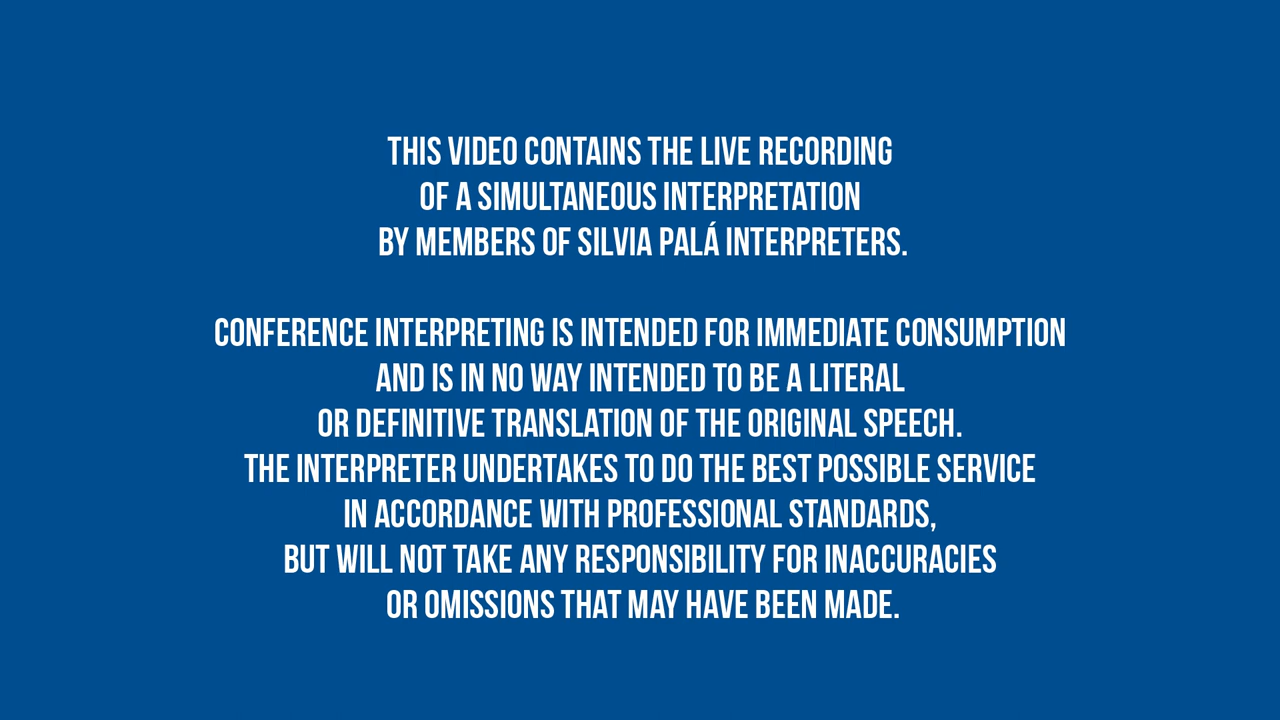 THIS VIDEO CONTAINS THE LIVE RECORDING
OF A SIMULTANEOUS INTERPRETATION
BY MEMBERS OF SILVIA PALÁ INTERPRETERS.
CONFERENCE INTERPRETING IS INTENDED FOR IMMEDIATE CONSUMPTION
AND IS IN NO WAY INTENDED TO BE A LITERAL
OR DEFINITIVE TRANSLATION OF THE ORIGINAL SPEECH.
THE INTERPRETER UNDERTAKES TO DO THE BEST POSSIBLE SERVICE
IN ACCORDANCE WITH PROFESSIONAL STANDARDS,
BUT WILL NOT TAKE ANY RESPONSIBILITY FOR INACCURACIES
OR OMISSIONS THAT MAY HAVE BEEN MADE.